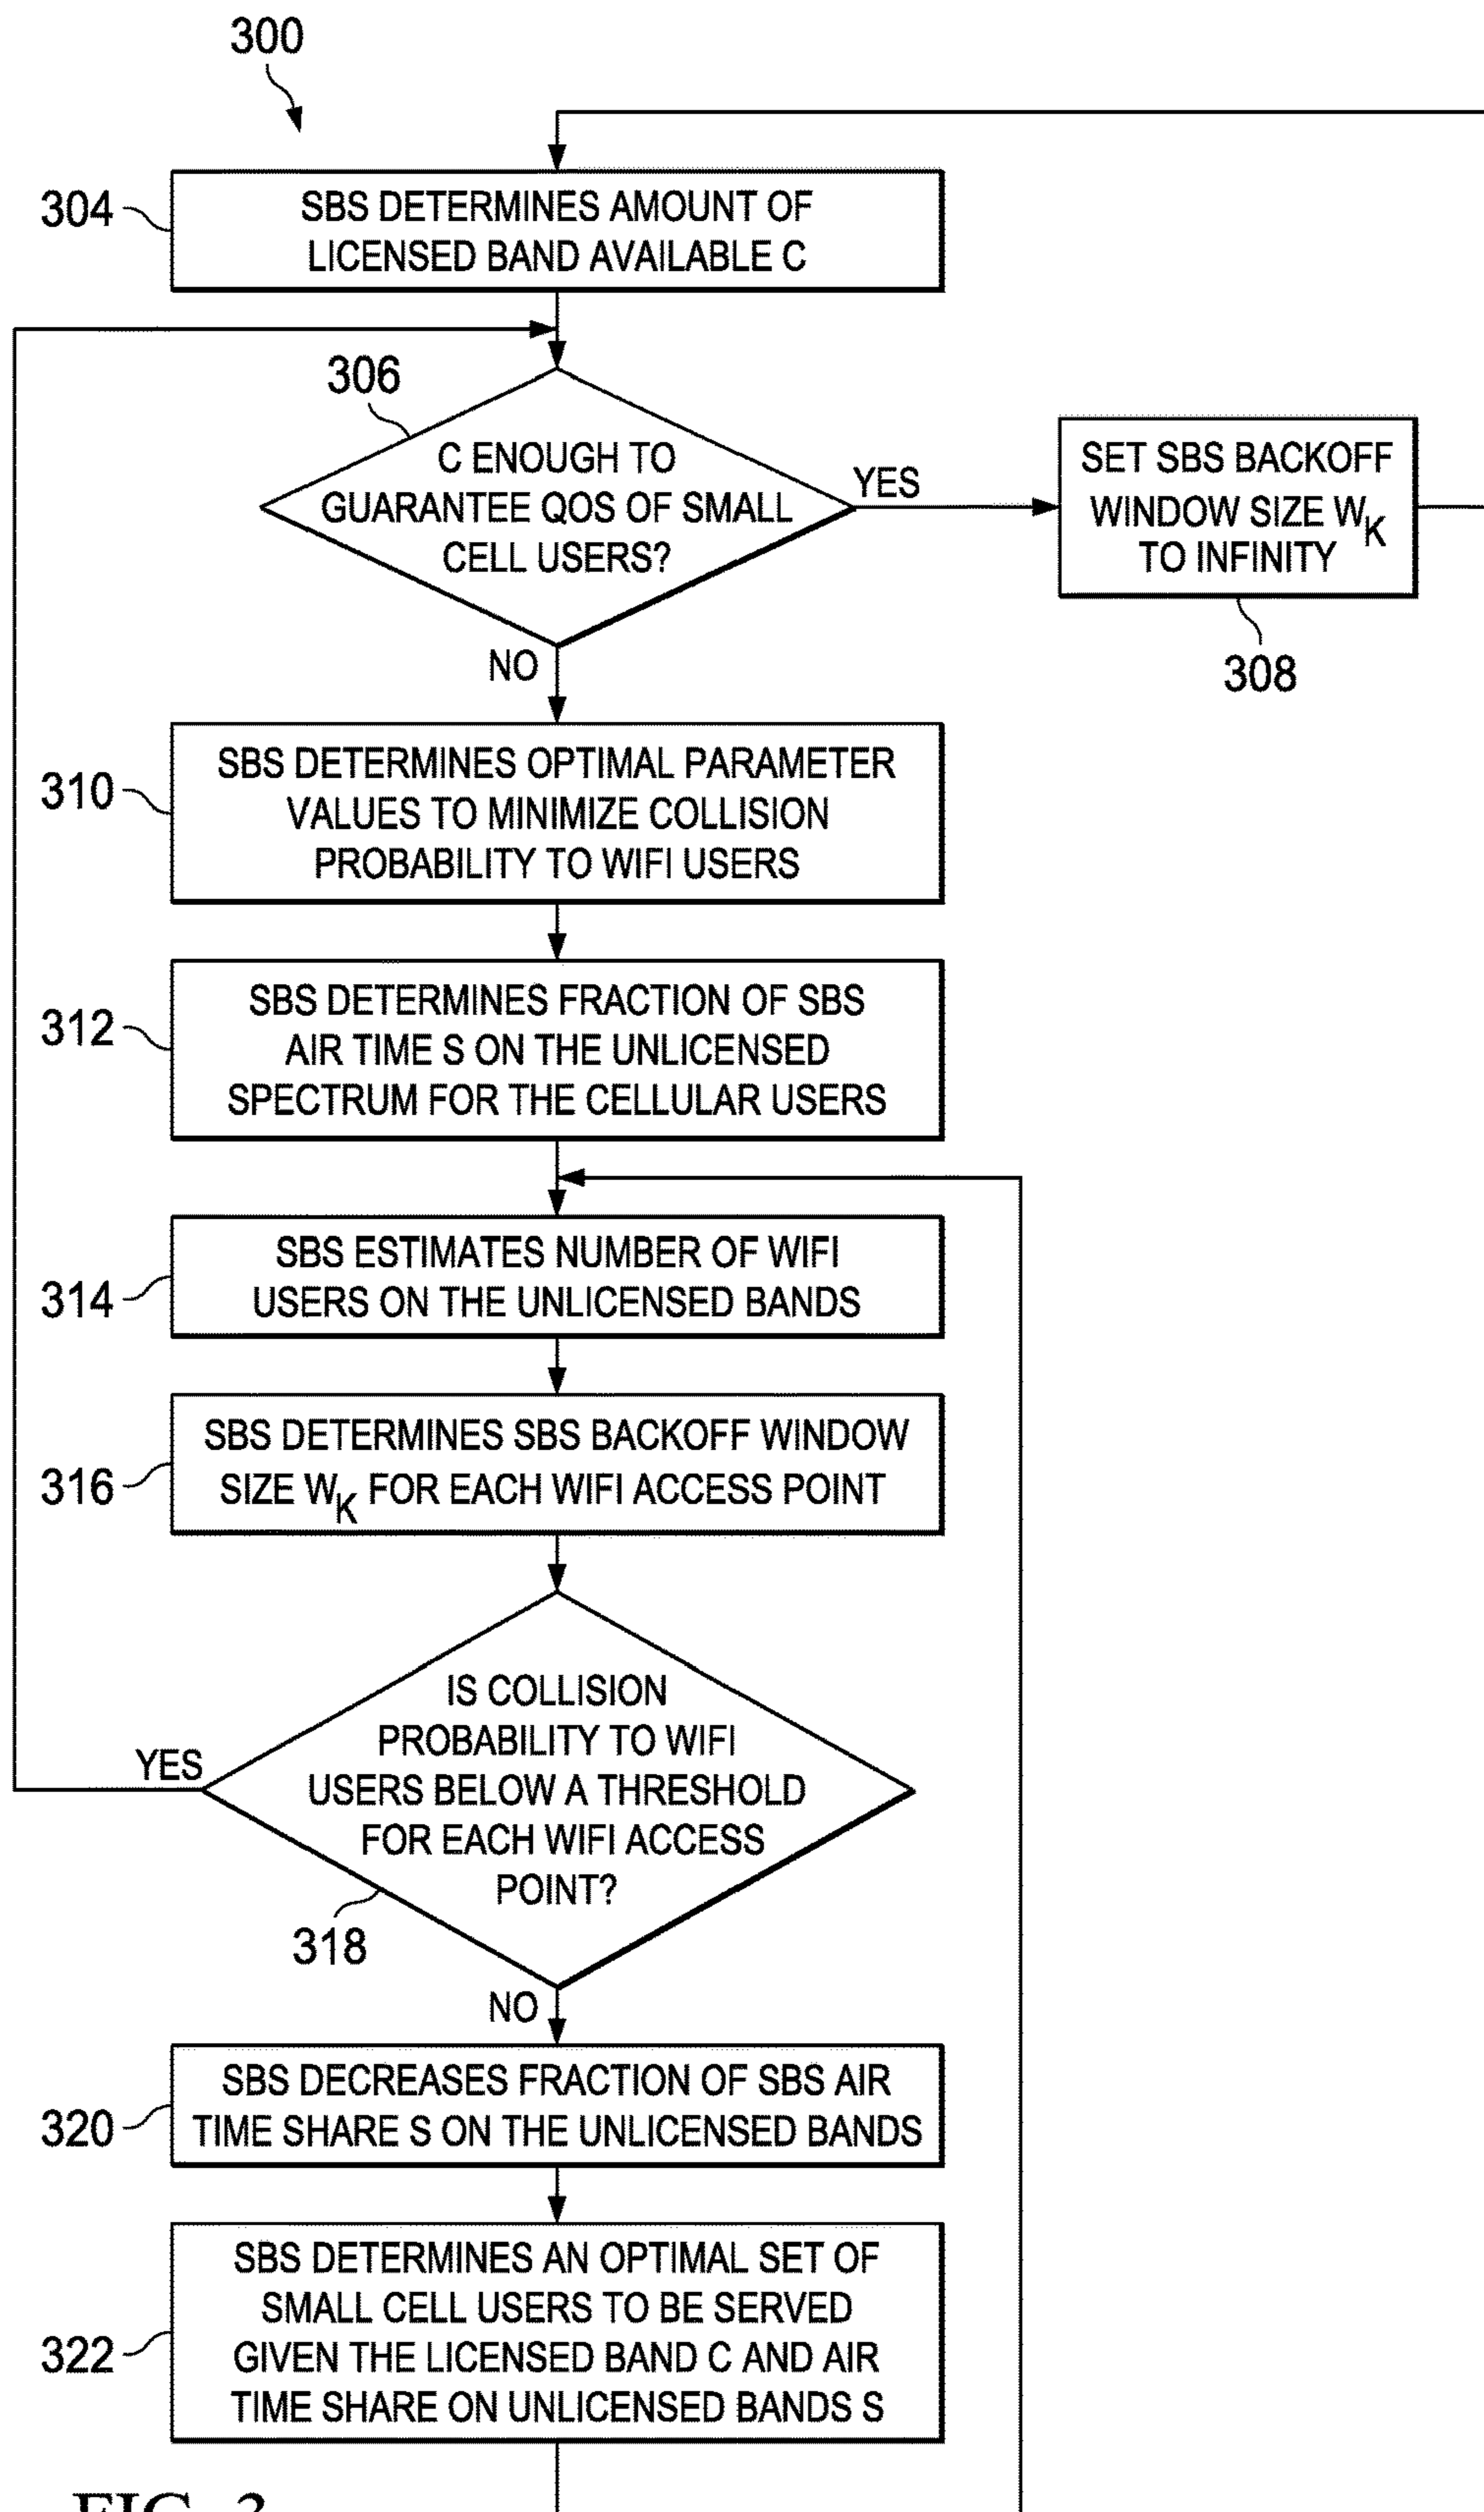 300
304
SBS DETERMINES AMOUNT OF
LICENSED BAND AVAILABLE C
306
C ENOUGH TO
GUARANTEE QOS OF SMALL
CELL USERS?
YES
SET SBS BACKOFF
WINDOW SIZE WK
TO INFINITY
308
NO
310
SBS DETERMINES OPTIMAL PARAMETER
VALUES TO MINIMIZE COLLISION
PROBABILITY TO WIFI USERS
312
SBS DETERMINES FRACTION OF SBS
AIR TIME S ON THE UNLICENSED
SPECTRUM FOR THE CELLULAR USERS
314
SBS ESTIMATES NUMBER OF WIFI
USERS ON THE UNLICENSED BANDS
316
SBS DETERMINES SBS BACKOFF WINDOW
SIZE WK FOR EACH WIFI ACCESS POINT
YES
IS COLLISION
PROBABILITY TO WIFI
USERS BELOW A THRESHOLD
FOR EACH WIFI ACCESS
POINT?
318
NO
320
SBS DECREASES FRACTION OF SBS AIR
TIME SHARE S ON THE UNLICENSED BANDS
322
SBS DETERMINES AN OPTIMAL SET OF
SMALL CELL USERS TO BE SERVED
GIVEN THE LICENSED BAND C AND AIR
TIME SHARE ON UNLICENSED BANDS S
FIG. 3